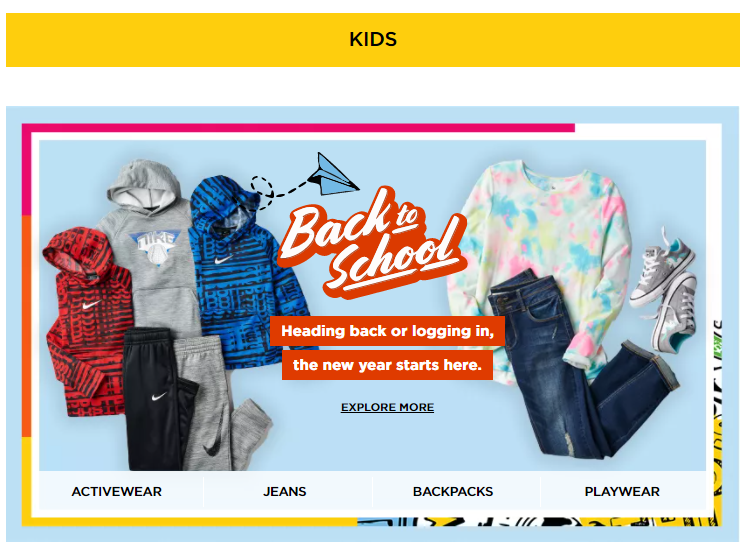 KIDS
Back to
School
Heading back or logging in,
the new year starts here.
EXPLORE MORE
ACTIVEWEAR
JEANS
BACKPACKS
PLAYWEAR